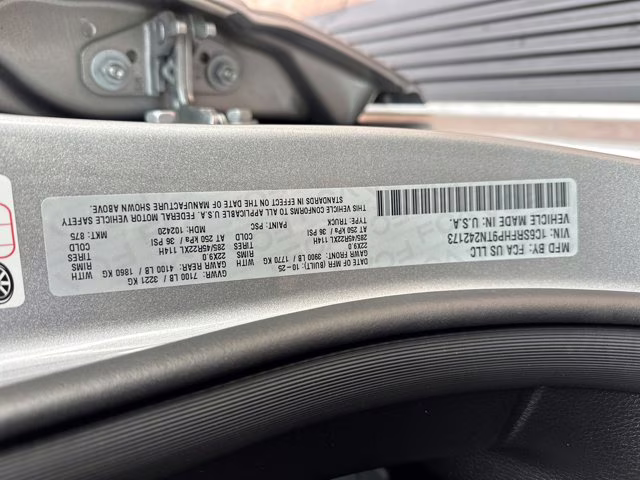 MFD BY: FCA US LLC
VIN: 1C6SRFHP9TN242173
VEHICLE MADE IN: U.S.A.
DATE OF MFD (BUILT): 10-25 GVWR: 7100 LB / 3221 KG
GAWR FRONT: 3900 LB / 1770 KG WITH GAWR REAR: 4100 LB / 1860 KG WITH
22X9.0 RIMS 22X9.0 RIMS
285/45R22XL 114H TIRES 285/45R22XL 114H TIRES
AT 250 kPa / 36 PSI AT 250 kPa / 36 PSI
TYPE: TRUCK PAINT: PSC MDH: 102420 MKT: 875
THIS VEHICLE CONFORMS TO ALL APPLICABLE U.S.A. FEDERAL MOTOR VEHICLE SAFETY
STANDARDS IN EFFECT ON THE DATE OF MANUFACTURE SHOWN ABOVE.